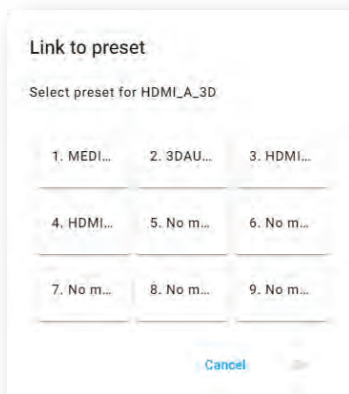 Link to preset
Select preset for HDMI_A_3D
1. MEDI... 2. 3DAU... 3. HDMI...
4. HDMI... 5. No m... 6. No m...
7. No m... 8. No m... 9. No m...
Cancel